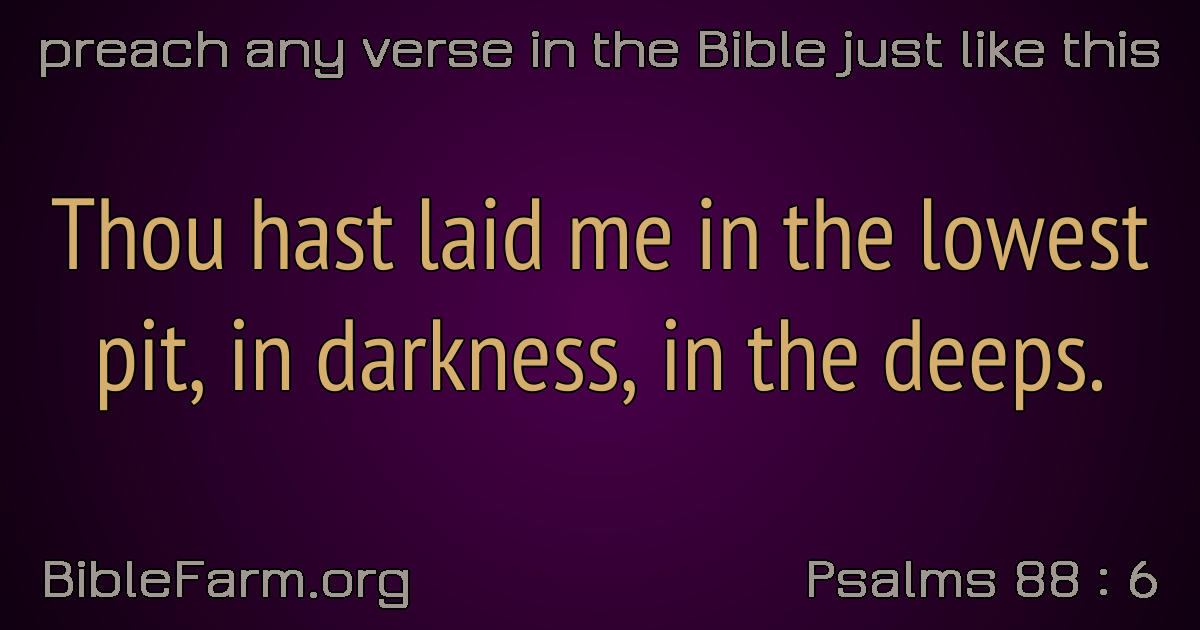 preach any verse in the Bible just like this
Thou hast laid me in the lowest
pit, in darkness, in the deeps.
BibleFarm.org
Psalms 88 : 6